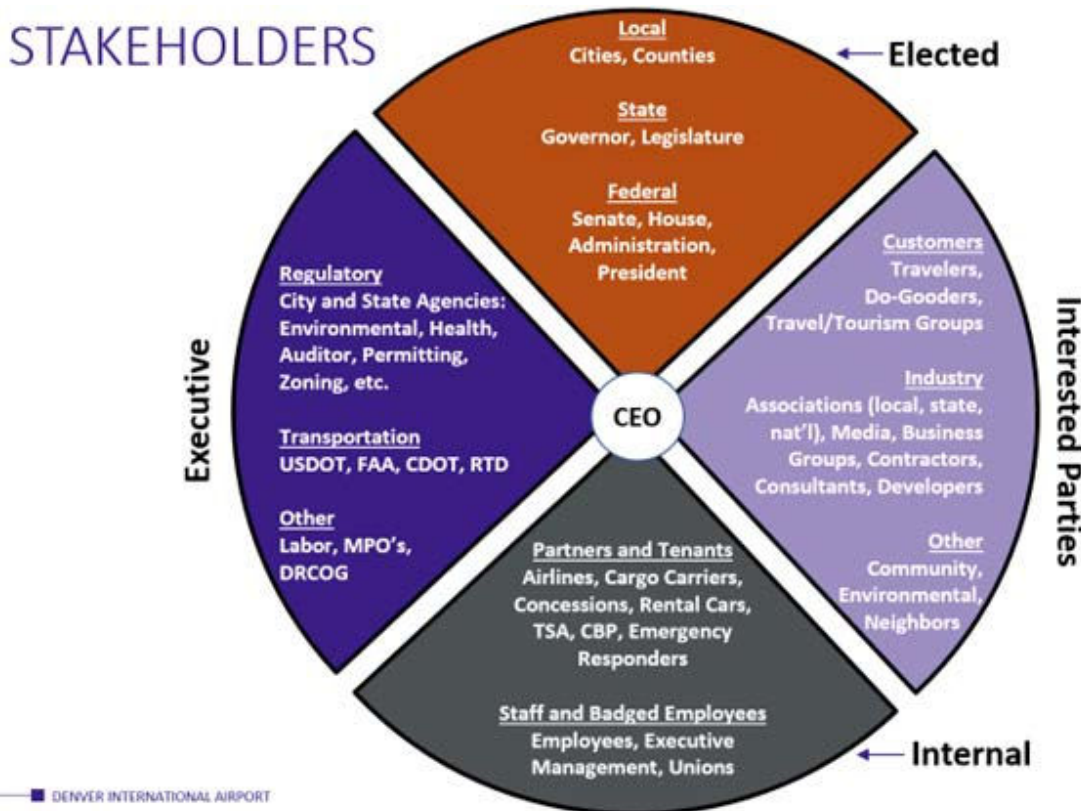 STAKEHOLDERS
Local
Cities, Counties
State
Governor, Legislature
Federal
Senate, House,
Administration,
President
Elected
Customers
Travelers,
Do-Gooders,
Travel/Tourism Groups
Industry
Associations (local, state,
nat'l), Media, Business
Groups, Contractors,
Consultants, Developers
Other
Community,
Environmental,
Neighbors
Interested Parties
Regulatory
City and State Agencies:
Environmental, Health,
Auditor, Permitting,
Zoning, etc.
Transportation
USDOT, FAA, CDOT, RTD
Other
Labor, MPO's,
DRCOG
Executive
CEO
Partners and Tenants
Airlines, Cargo Carriers,
Concessions, Rental Cars,
TSA, CBP, Emergency
Responders
Staff and Badged Employees
Employees, Executive
Management, Unions
Internal
DENVER INTERNATIONAL AIRPORT